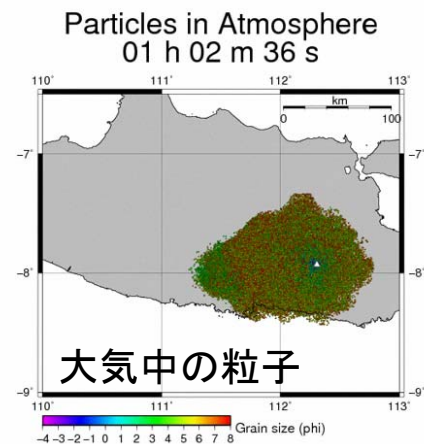 Particles in Atmosphere
01 h 02 m 36 s
110° 111° 112° 113°
km
0 100
-7° -7°
-8° -8°
大気中の粒子
-9° -9°
110° 111° 112° 113°
-4 -3 -2 -1 0 1 2 3 4 5 6 7 8 Grain size (phi)